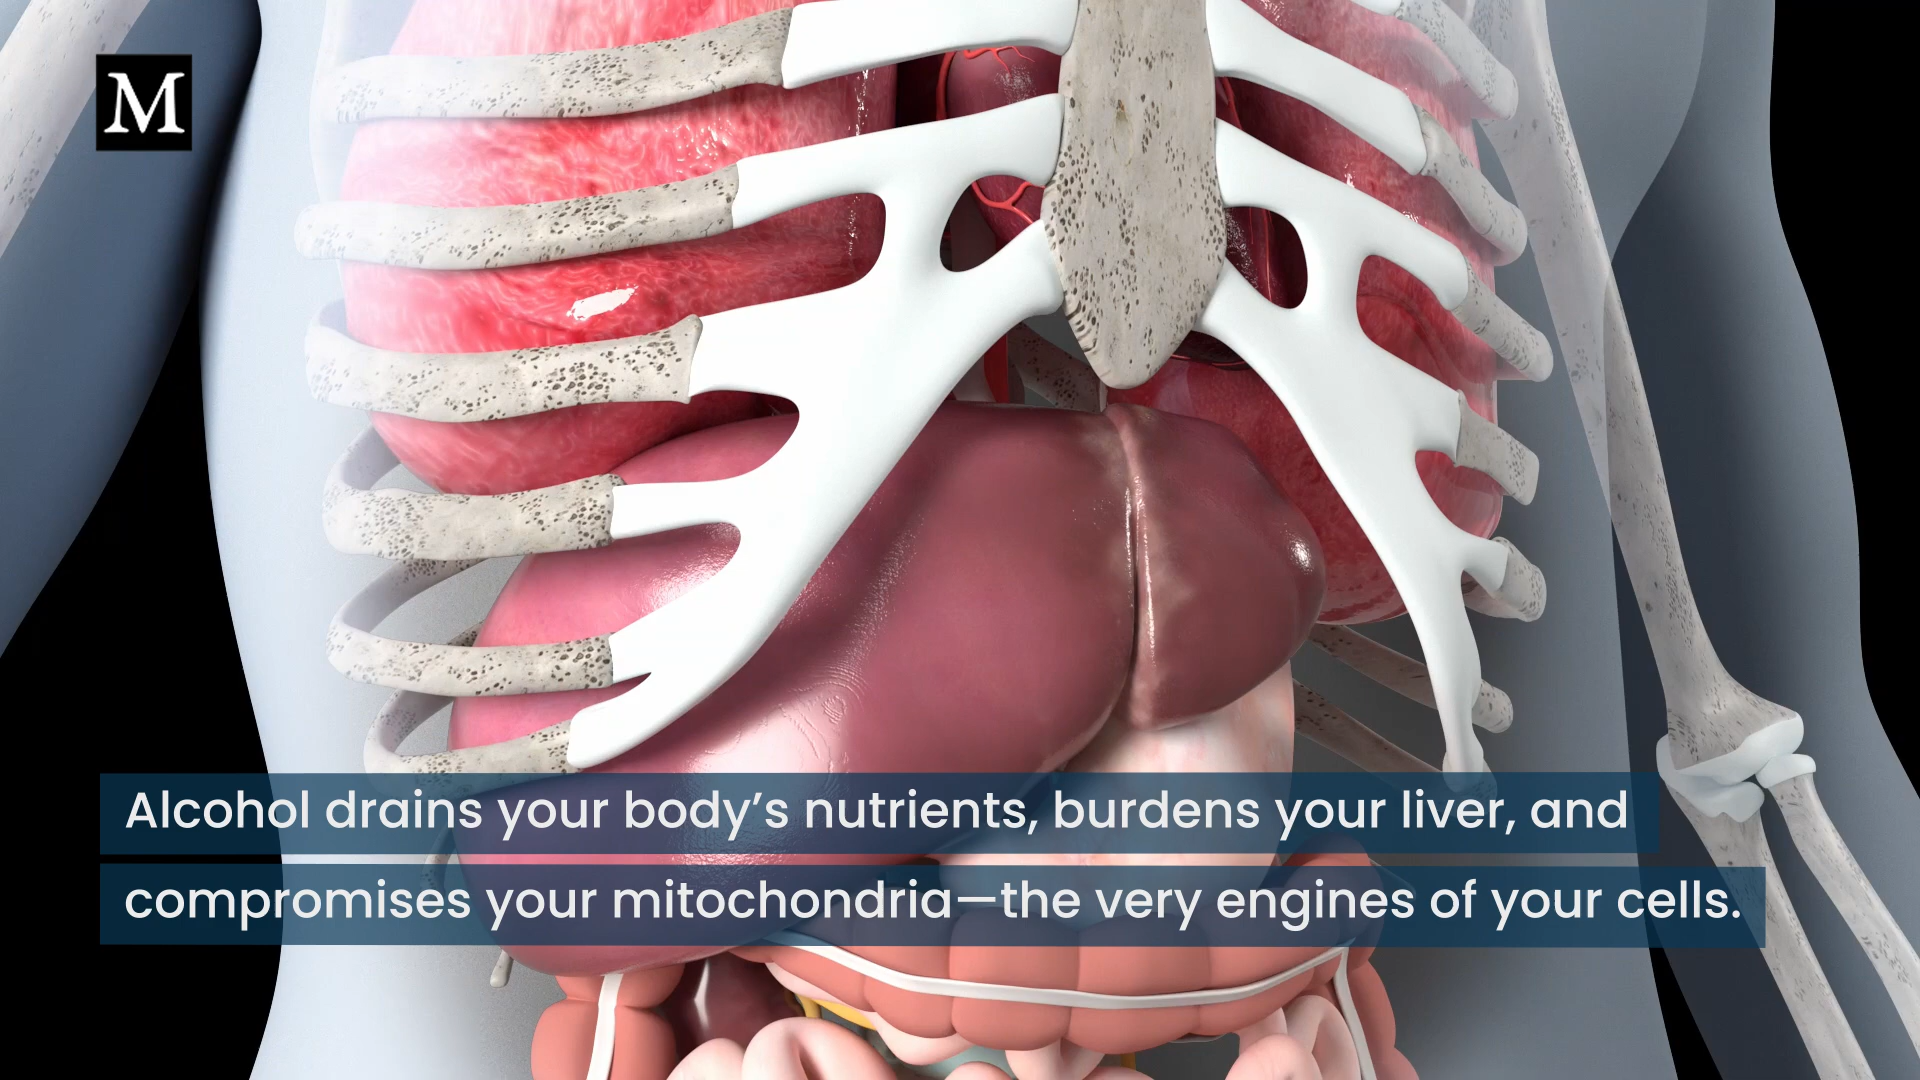 M
Alcohol drains your body’s nutrients, burdens your liver, and
compromises your mitochondria—the very engines of your cells.